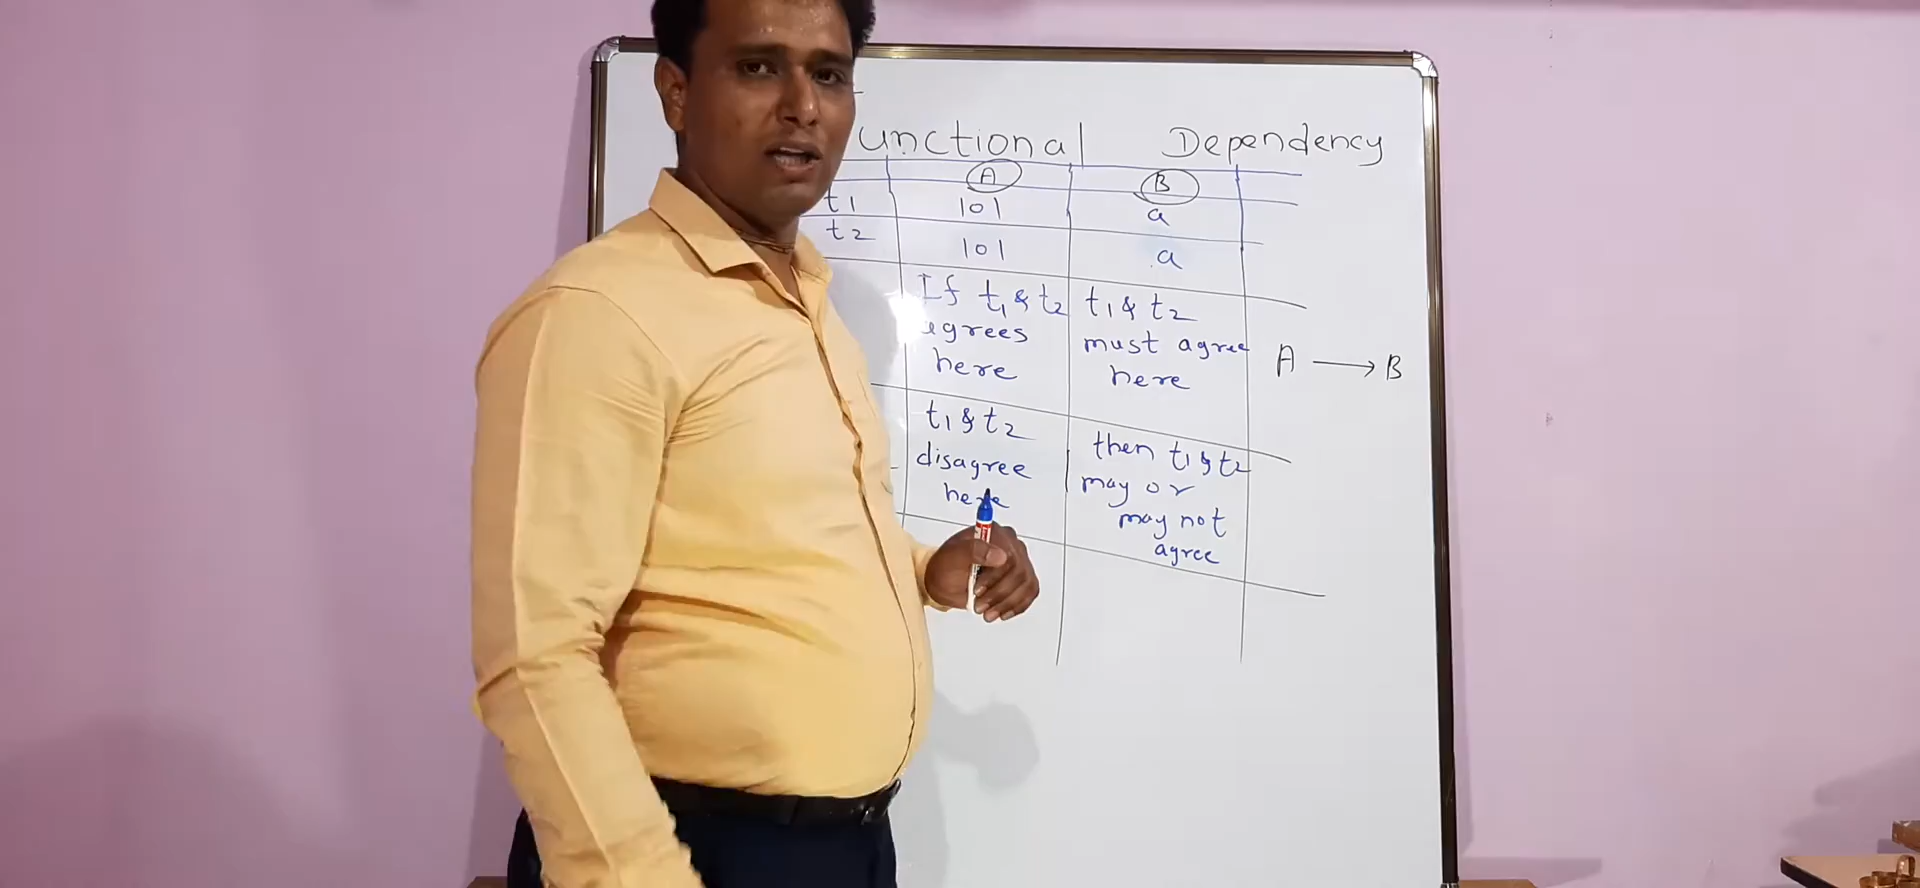 unctional Dependency
A B
t1 101 a
t2 101 a
If t1 & t2
agrees
here
t1 & t2
must agree
here
A → B
t1 & t2
disagree
here
then t1 & t2
may or
may not
agree